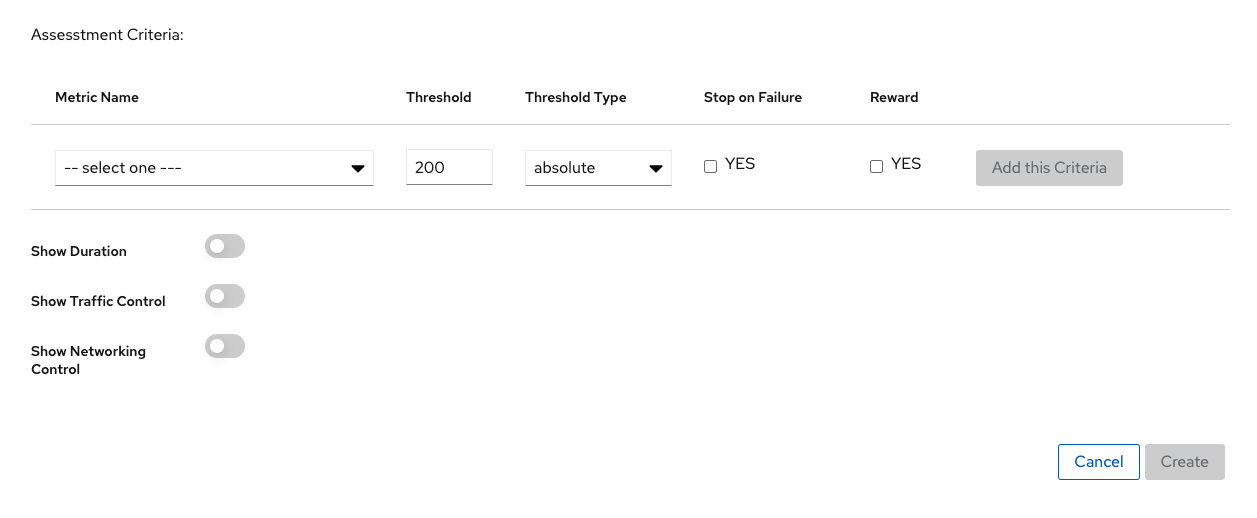 Assesstment Criteria:
Metric Name Threshold Threshold Type Stop on Failure Reward
-- select one --- 200 absolute YES YES Add this Criteria
Show Duration
Show Traffic Control
Show Networking
Control
Cancel Create